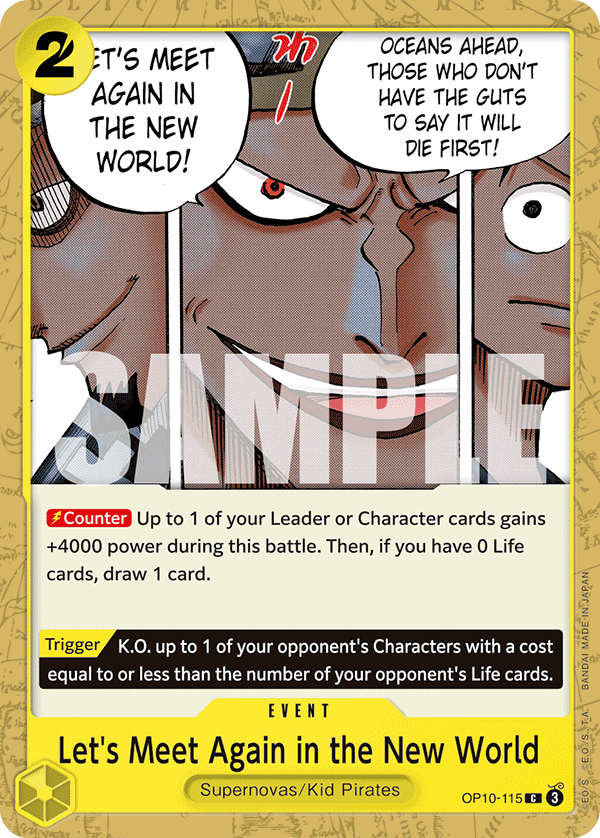 2
ET'S MEET
AGAIN IN
THE NEW
WORLD!
OCEANS AHEAD,
THOSE WHO DON'T
HAVE THE GUTS
TO SAY IT WILL
DIE FIRST!
SAMPLE
Counter Up to 1 of your Leader or Character cards gains
+4000 power during this battle. Then, if you have 0 Life
cards, draw 1 card.
Trigger K.O. up to 1 of your opponent's Characters with a cost
equal to or less than the number of your opponent's Life cards.
EVENT
Let's Meet Again in the New World
Supernovas/Kid Pirates
OP10-115 C 3
©E.O./S. ©E.O./S.,T.A. BANDAI MADE IN JAPAN